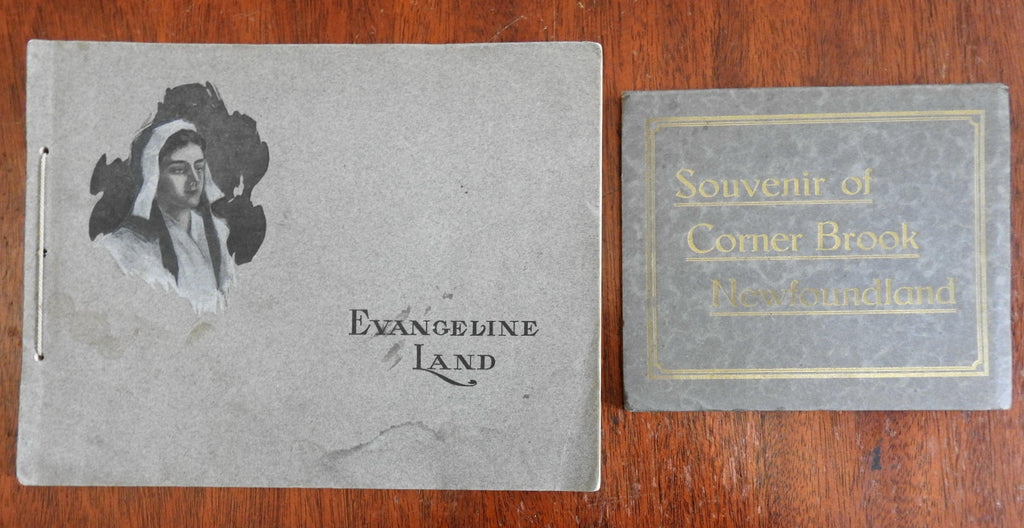 Evangeline
Land
Souvenir of
Corner Brook
Newfoundland